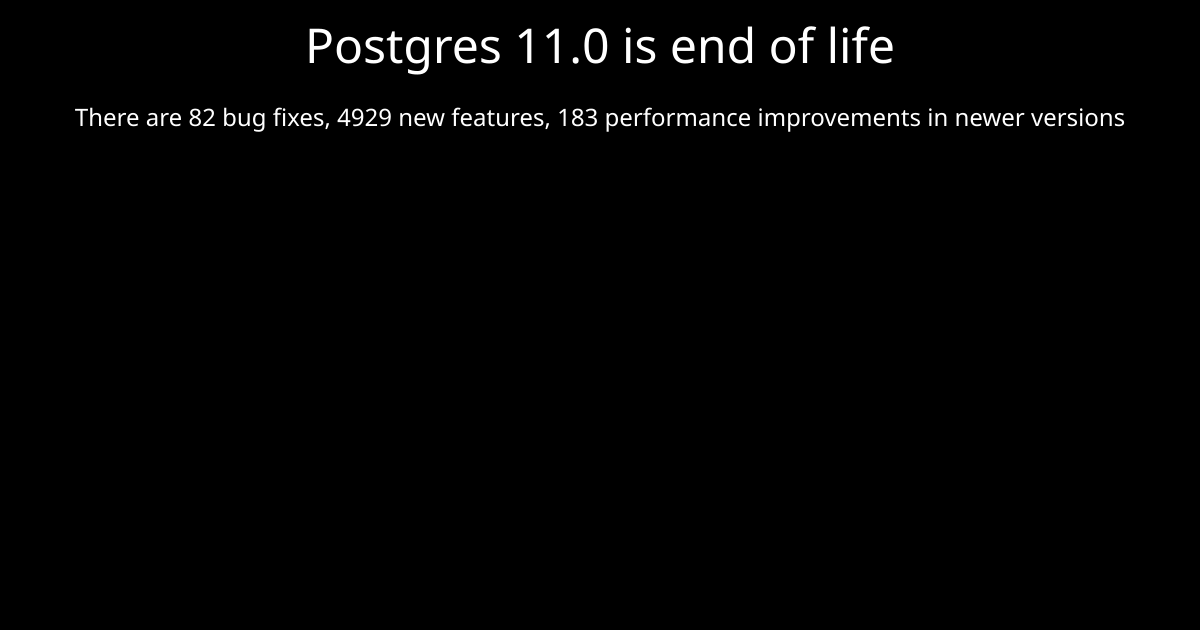 Postgres 11.0 is end of life
There are 82 bug fixes, 4929 new features, 183 performance improvements in newer versions